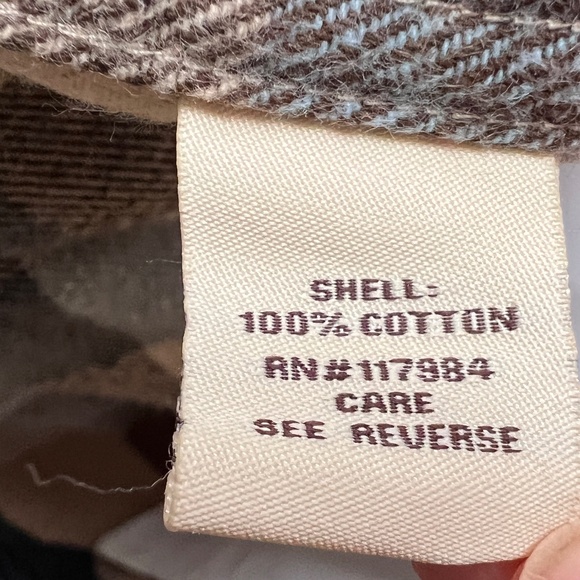 SHELL:
100% COTTON
RN#117984
CARE
SEE REVERSE